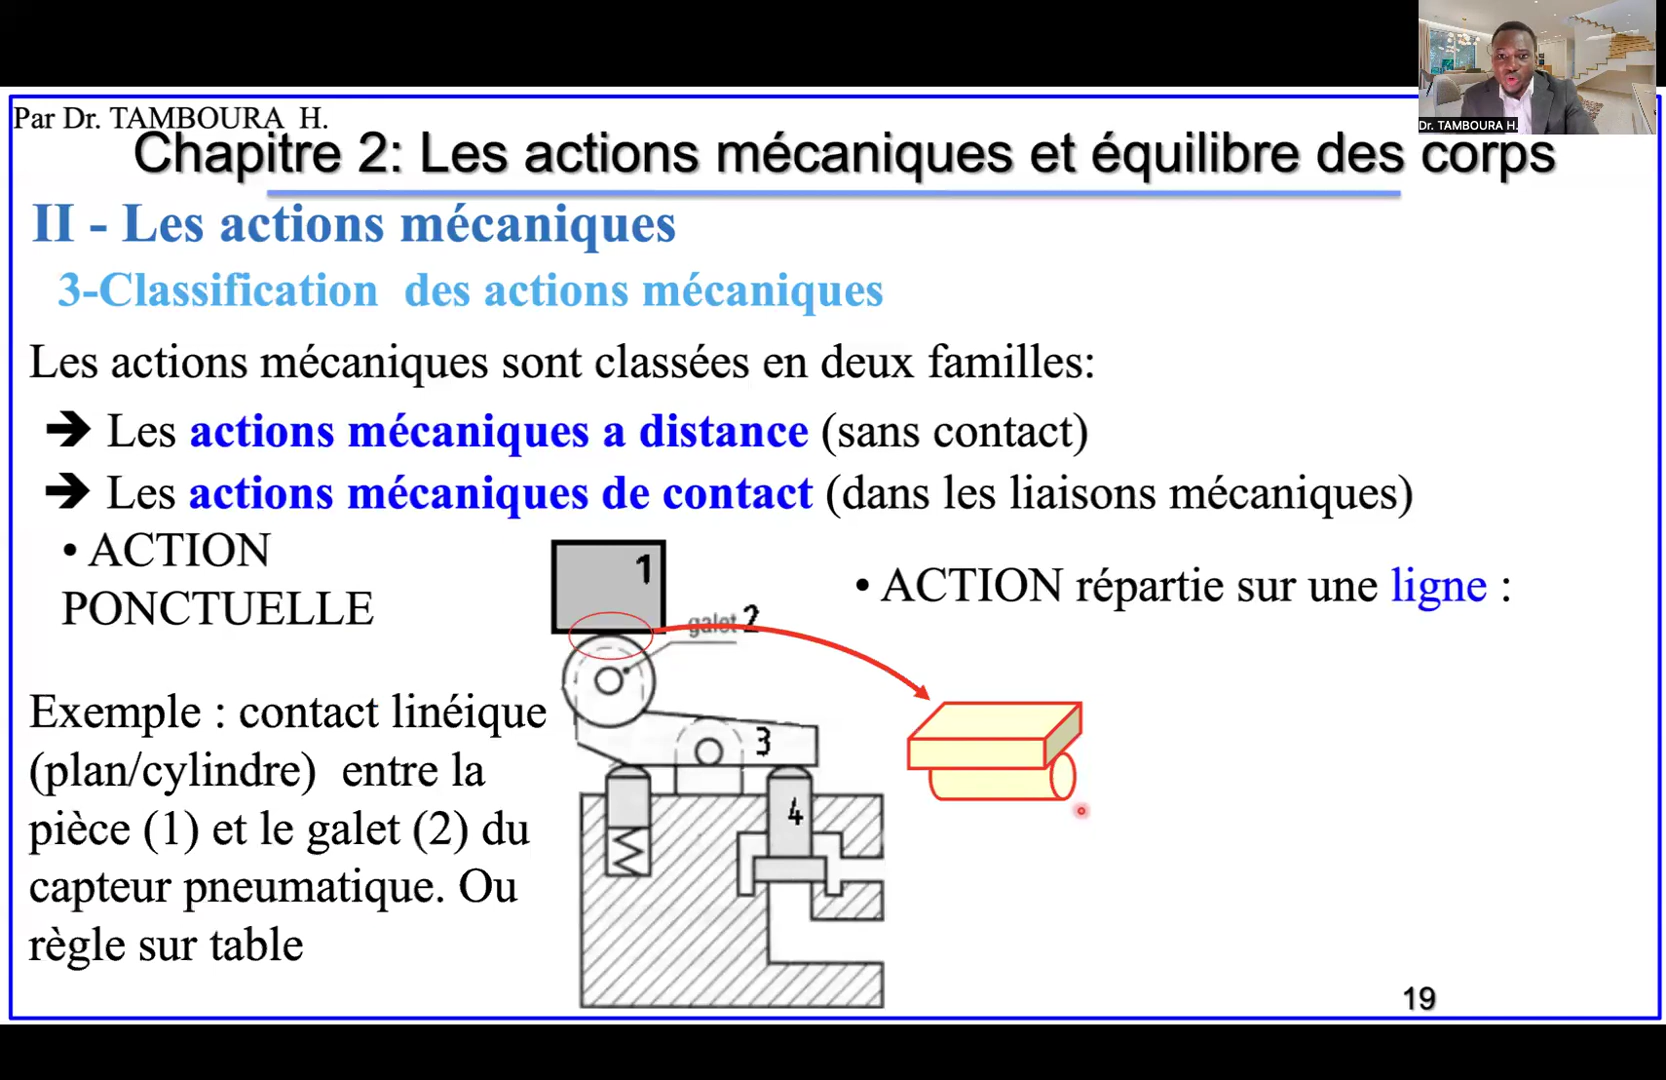 Par Dr. TAMBOURA H.
Dr. TAMBOURA H.
Chapitre 2: Les actions mécaniques et équilibre des corps
II - Les actions mécaniques
3-Classification des actions mécaniques
Les actions mécaniques sont classées en deux familles:
➔ Les actions mécaniques a distance (sans contact)
➔ Les actions mécaniques de contact (dans les liaisons mécaniques)
• ACTION
PONCTUELLE
• ACTION répartie sur une ligne :
1
galet 2
3
4
Exemple : contact linéique
(plan/cylindre) entre la
pièce (1) et le galet (2) du
capteur pneumatique. Ou
règle sur table
19